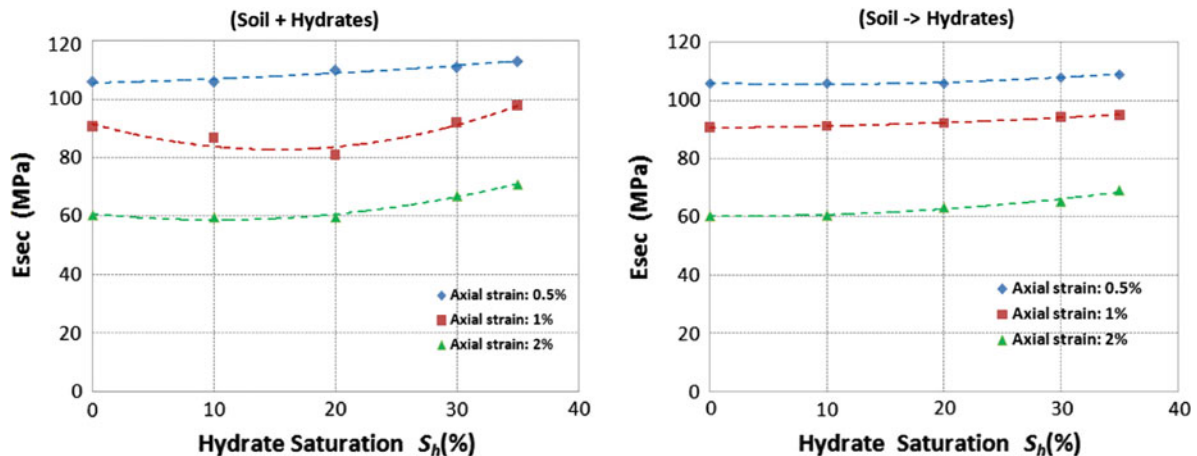 (Soil + Hydrates)
120
100
80
60
40
20
0
Esec (MPa)
Axial strain: 0.5%
Axial strain: 1%
Axial strain: 2%
0 10 20 30 40
Hydrate Saturation Sh(%)
(Soil -> Hydrates)
120
100
80
60
40
20
0
Esec (MPa)
Axial strain: 0.5%
Axial strain: 1%
Axial strain: 2%
0 10 20 30 40
Hydrate Saturation Sh(%)